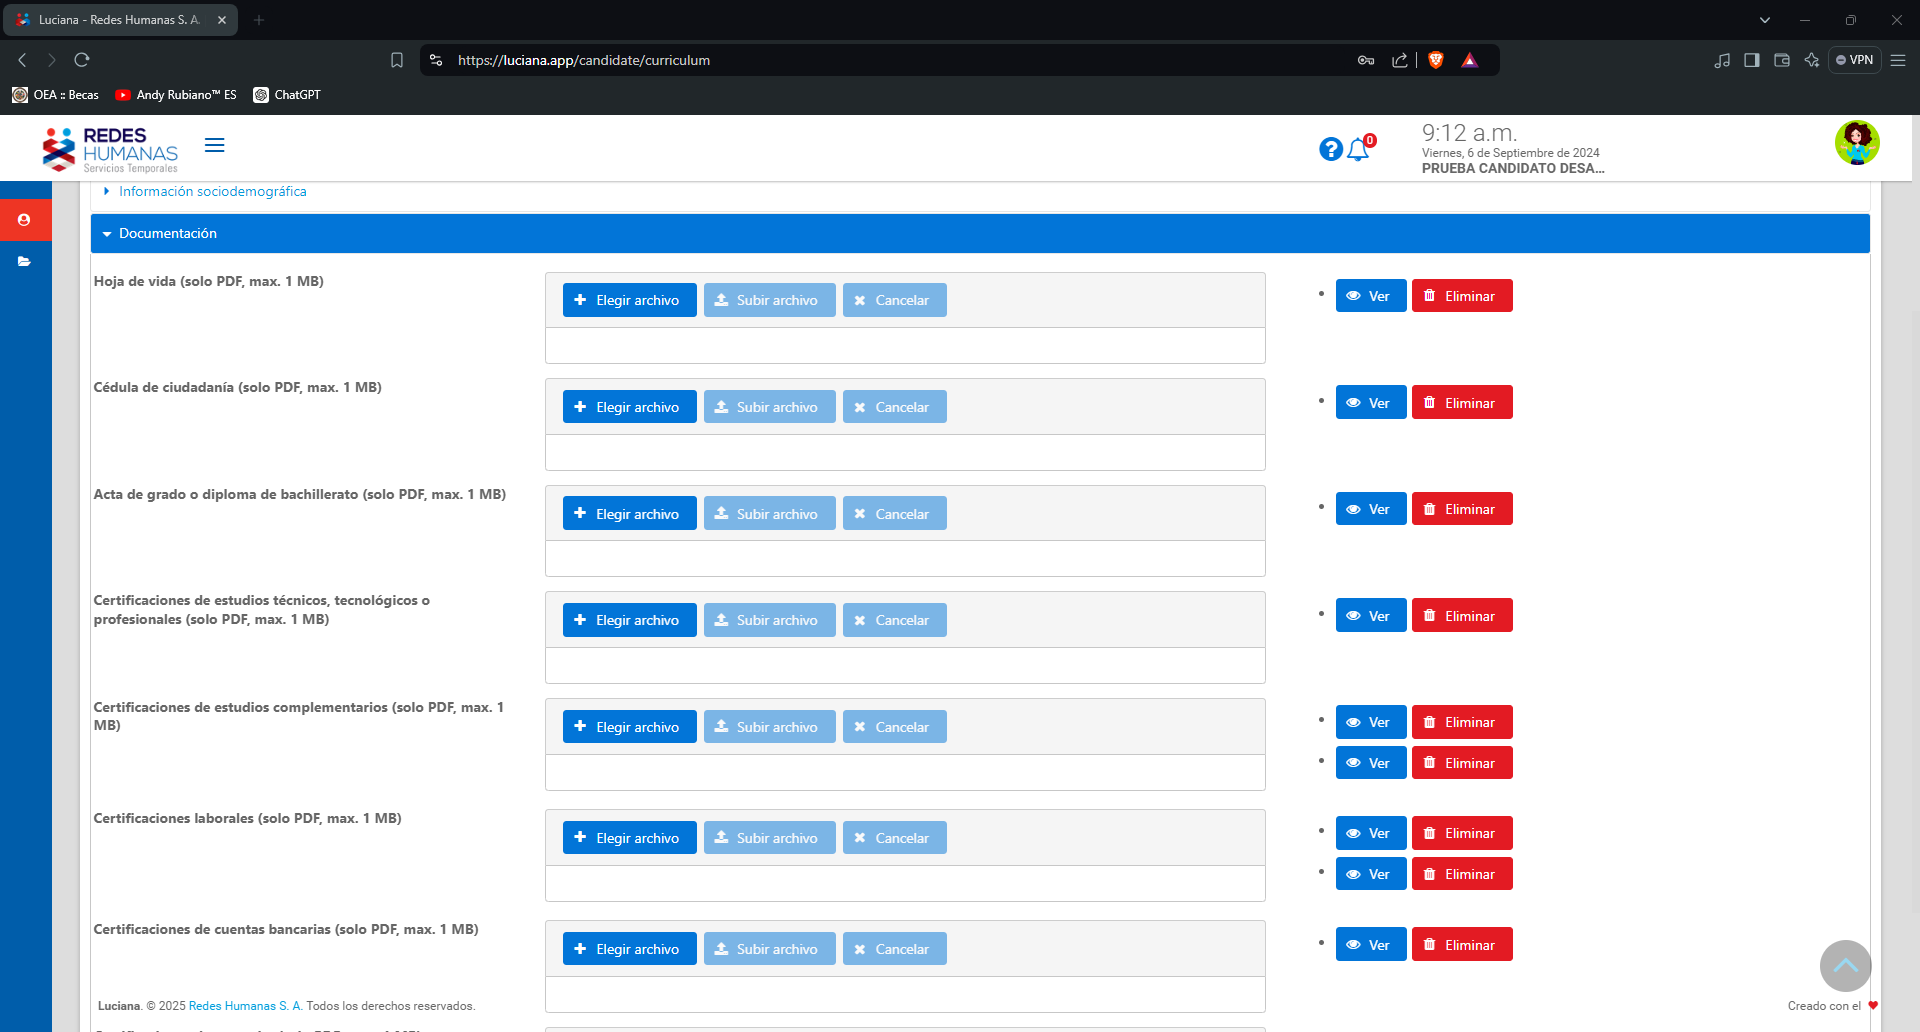 Luciana - Redes Humanas S. A.
https://luciana.app/candidate/curriculum
VPN
OEA :: Becas
Andy Rubiano™ ES
ChatGPT
REDES
HUMANAS
Servicios Temporales
0
9:12 a.m.
Viernes, 6 de Septiembre de 2024
PRUEBA CANDIDATO DESA...
Información sociodemográfica
Documentación
Hoja de vida (solo PDF, max. 1 MB)
Elegir archivo Subir archivo Cancelar
Ver Eliminar
Cédula de ciudadanía (solo PDF, max. 1 MB)
Elegir archivo Subir archivo Cancelar
Ver Eliminar
Acta de grado o diploma de bachillerato (solo PDF, max. 1 MB)
Elegir archivo Subir archivo Cancelar
Ver Eliminar
Certificaciones de estudios técnicos, tecnológicos o
profesionales (solo PDF, max. 1 MB)
Elegir archivo Subir archivo Cancelar
Ver Eliminar
Certificaciones de estudios complementarios (solo PDF, max. 1
MB)
Elegir archivo Subir archivo Cancelar
Ver Eliminar
Ver Eliminar
Certificaciones laborales (solo PDF, max. 1 MB)
Elegir archivo Subir archivo Cancelar
Ver Eliminar
Ver Eliminar
Certificaciones de cuentas bancarias (solo PDF, max. 1 MB)
Elegir archivo Subir archivo Cancelar
Ver Eliminar
Luciana. © 2025 Redes Humanas S. A. Todos los derechos reservados.
Creado con el